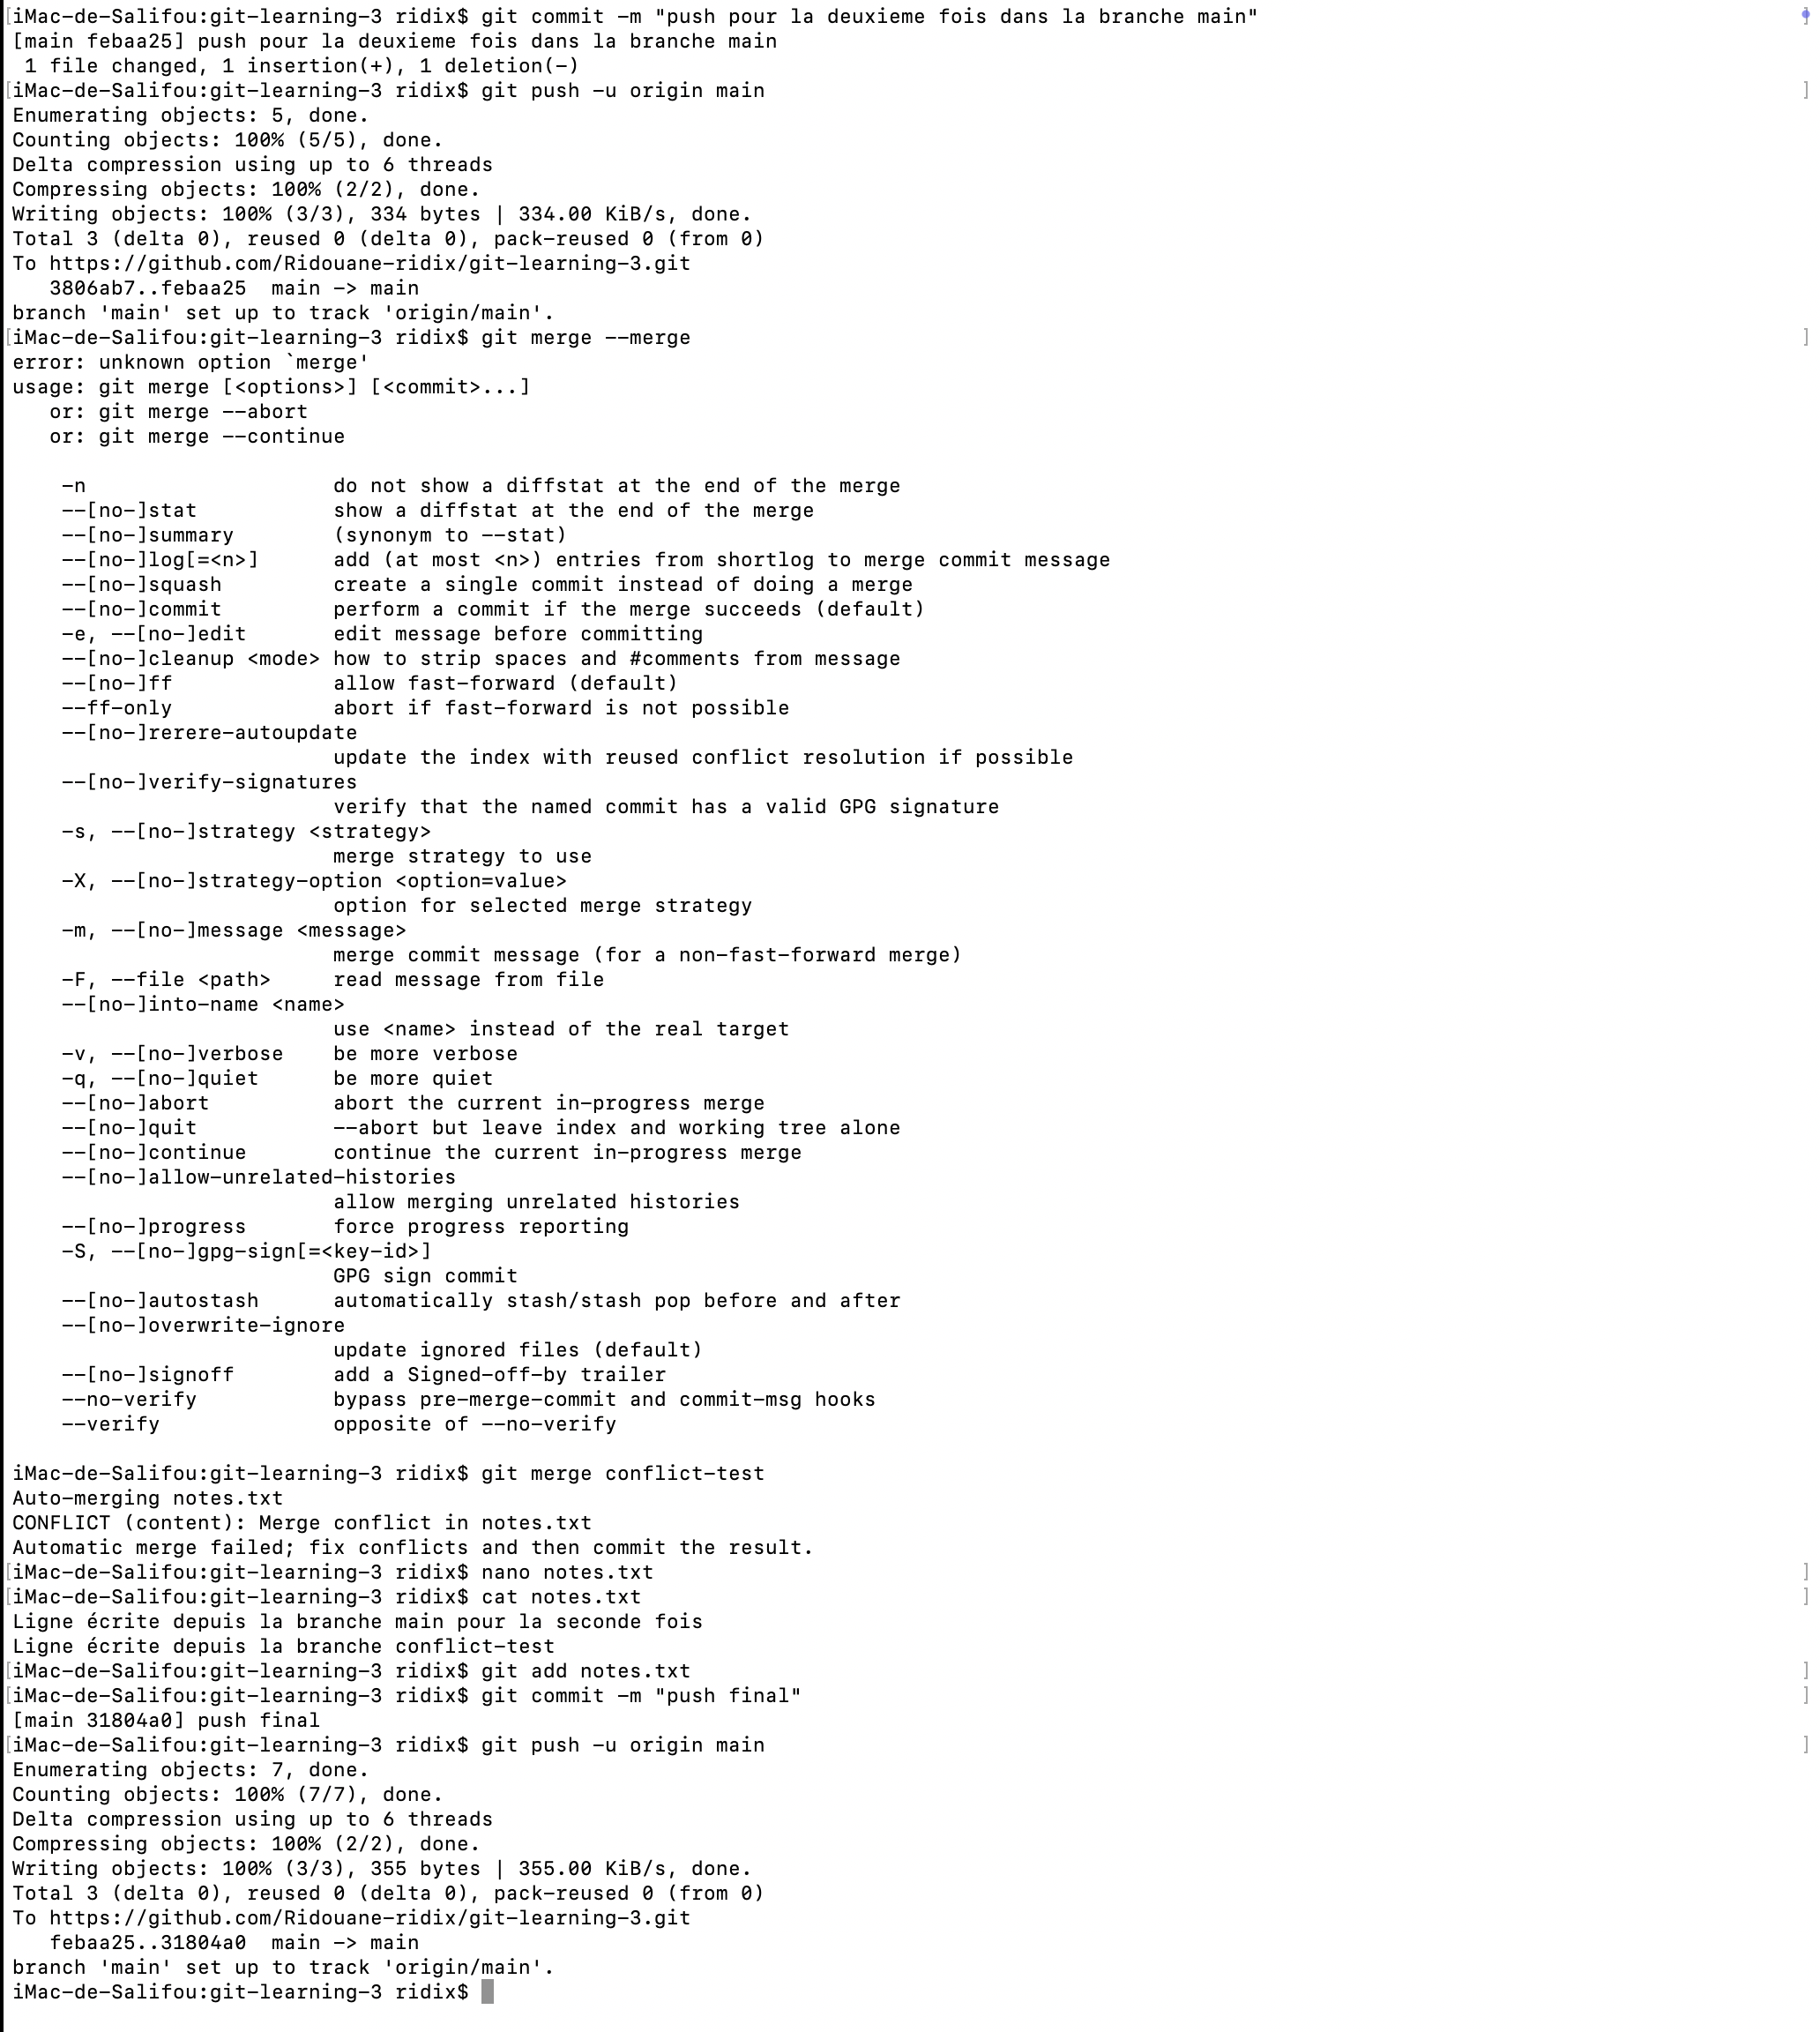 [iMac-de-Salifou:git-learning-3 ridix$ git commit -m "push pour la deuxieme fois dans la branche main" ]
[main febaa25] push pour la deuxieme fois dans la branche main
 1 file changed, 1 insertion(+), 1 deletion(-)
[iMac-de-Salifou:git-learning-3 ridix$ git push -u origin main ]
Enumerating objects: 5, done.
Counting objects: 100% (5/5), done.
Delta compression using up to 6 threads
Compressing objects: 100% (2/2), done.
Writing objects: 100% (3/3), 334 bytes | 334.00 KiB/s, done.
Total 3 (delta 0), reused 0 (delta 0), pack-reused 0 (from 0)
To https://github.com/Ridouane-ridix/git-learning-3.git
   3806ab7..febaa25  main -> main
branch 'main' set up to track 'origin/main'.
[iMac-de-Salifou:git-learning-3 ridix$ git merge --merge ]
error: unknown option `merge'
usage: git merge [<options>] [<commit>...]
   or: git merge --abort
   or: git merge --continue

    -n                    do not show a diffstat at the end of the merge
    --[no-]stat           show a diffstat at the end of the merge
    --[no-]summary        (synonym to --stat)
    --[no-]log[=<n>]      add (at most <n>) entries from shortlog to merge commit message
    --[no-]squash         create a single commit instead of doing a merge
    --[no-]commit         perform a commit if the merge succeeds (default)
    -e, --[no-]edit       edit message before committing
    --[no-]cleanup <mode> how to strip spaces and #comments from message
    --[no-]ff             allow fast-forward (default)
    --ff-only             abort if fast-forward is not possible
    --[no-]rerere-autoupdate
                          update the index with reused conflict resolution if possible
    --[no-]verify-signatures
                          verify that the named commit has a valid GPG signature
    -s, --[no-]strategy <strategy>
                          merge strategy to use
    -X, --[no-]strategy-option <option=value>
                          option for selected merge strategy
    -m, --[no-]message <message>
                          merge commit message (for a non-fast-forward merge)
    -F, --file <path>     read message from file
    --[no-]into-name <name>
                          use <name> instead of the real target
    -v, --[no-]verbose    be more verbose
    -q, --[no-]quiet      be more quiet
    --[no-]abort          abort the current in-progress merge
    --[no-]quit           --abort but leave index and working tree alone
    --[no-]continue       continue the current in-progress merge
    --[no-]allow-unrelated-histories
                          allow merging unrelated histories
    --[no-]progress       force progress reporting
    -S, --[no-]gpg-sign[=<key-id>]
                          GPG sign commit
    --[no-]autostash      automatically stash/stash pop before and after
    --[no-]overwrite-ignore
                          update ignored files (default)
    --[no-]signoff        add a Signed-off-by trailer
    --no-verify           bypass pre-merge-commit and commit-msg hooks
    --verify              opposite of --no-verify

iMac-de-Salifou:git-learning-3 ridix$ git merge conflict-test
Auto-merging notes.txt
CONFLICT (content): Merge conflict in notes.txt
Automatic merge failed; fix conflicts and then commit the result.
[iMac-de-Salifou:git-learning-3 ridix$ nano notes.txt ]
[iMac-de-Salifou:git-learning-3 ridix$ cat notes.txt ]
Ligne écrite depuis la branche main pour la seconde fois
Ligne écrite depuis la branche conflict-test
[iMac-de-Salifou:git-learning-3 ridix$ git add notes.txt ]
[iMac-de-Salifou:git-learning-3 ridix$ git commit -m "push final" ]
[main 31804a0] push final
[iMac-de-Salifou:git-learning-3 ridix$ git push -u origin main ]
Enumerating objects: 7, done.
Counting objects: 100% (7/7), done.
Delta compression using up to 6 threads
Compressing objects: 100% (2/2), done.
Writing objects: 100% (3/3), 355 bytes | 355.00 KiB/s, done.
Total 3 (delta 0), reused 0 (delta 0), pack-reused 0 (from 0)
To https://github.com/Ridouane-ridix/git-learning-3.git
   febaa25..31804a0  main -> main
branch 'main' set up to track 'origin/main'.
iMac-de-Salifou:git-learning-3 ridix$